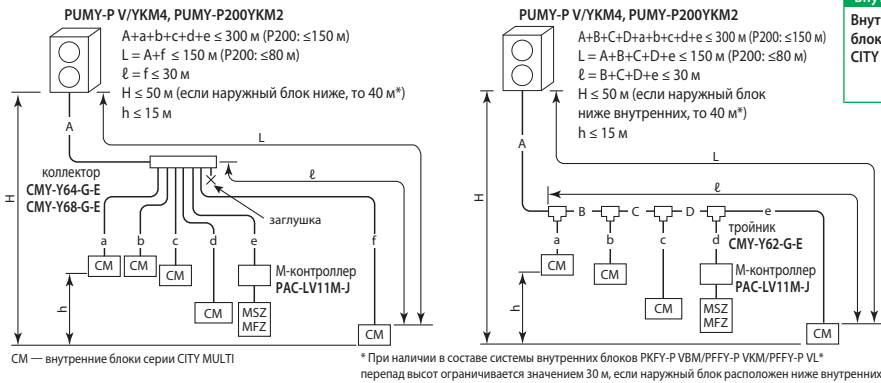 PUMY-P V/YKM4, PUMY-P200YKM2
A+a+b+c+d+e ≤ 300 м (P200: ≤150 м)
L = A+f ≤ 150 м (P200: ≤80 м)
ℓ = f ≤ 30 м
H ≤ 50 м (если наружный блок ниже, то 40 м*)
h ≤ 15 м
A
L
H
коллектор
CMY-Y64-G-E
CMY-Y68-G-E
ℓ
заглушка
a
b
c
d
e
f
CM
CM
CM
CM
М-контроллер
PAC-LV11M-J
MSZ
MFZ
h
CM
CM — внутренние блоки серии CITY MULTI
PUMY-P V/YKM4, PUMY-P200YKM2
A+B+C+D+a+b+c+d+e ≤ 300 м (P200: ≤150 м)
L = A+B+C+D+e ≤ 150 м (P200: ≤80 м)
ℓ = B+C+D+e ≤ 30 м
H ≤ 50 м (если наружный блок
ниже внутренних, то 40 м*)
h ≤ 15 м
A
L
H
ℓ
B
C
D
e
тройник
CMY-Y62-G-E
a
b
c
d
CM
CM
CM
М-контроллер
PAC-LV11M-J
MSZ
MFZ
h
CM
* При наличии в составе системы внутренних блоков PKFY-P VBM/PFFY-P VKM/PFFY-P VL*
перепад высот ограничивается значением 30 м, если наружный блок расположен ниже внутренних
Внут
блок
CITY